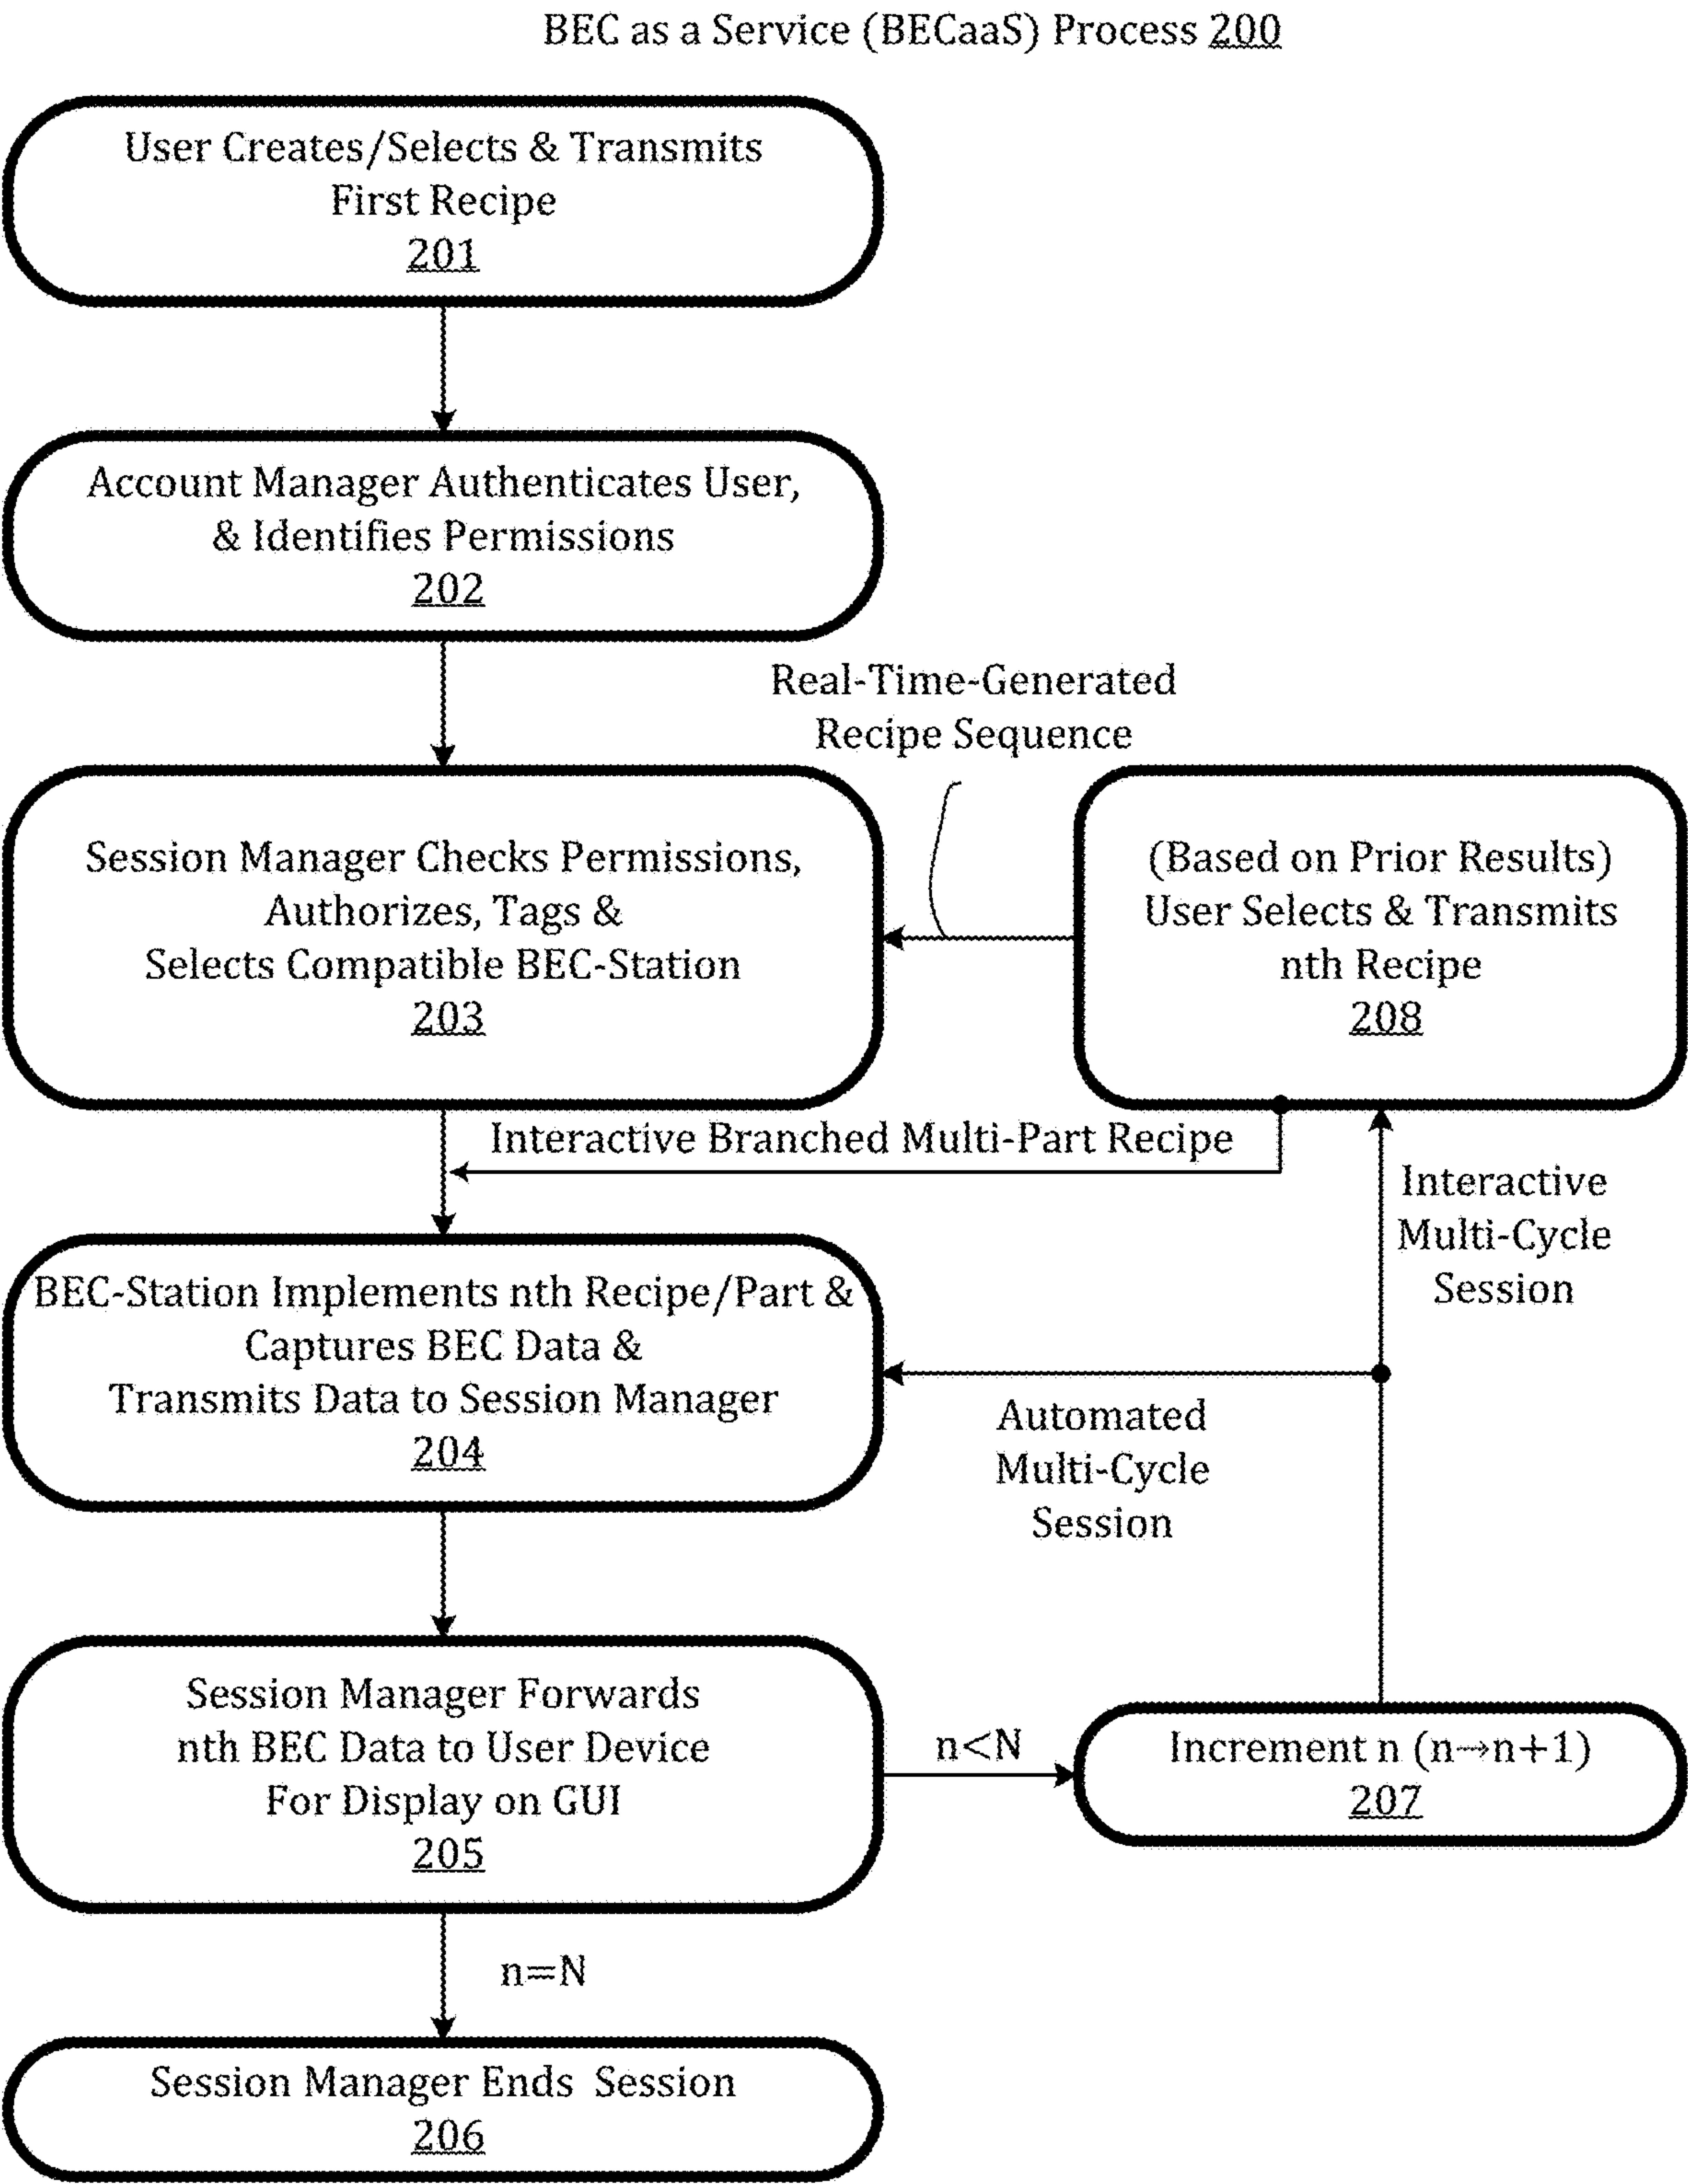 BEC as a Service (BECaaS) Process 200
User Creates/Selects & Transmits
First Recipe
201
Account Manager Authenticates User,
& Identifies Permissions
202
Real-Time-Generated
Recipe Sequence
Session Manager Checks Permissions,
Authorizes, Tags &
Selects Compatible BEC-Station
203
(Based on Prior Results)
User Selects & Transmits
nth Recipe
208
Interactive Branched Multi-Part Recipe
Interactive
Multi-Cycle
Session
BEC-Station Implements nth Recipe/Part &
Captures BEC Data &
Transmits Data to Session Manager
204
Automated
Multi-Cycle
Session
Session Manager Forwards
nth BEC Data to User Device
For Display on GUI
205
n<N
Increment n (n→n+1)
207
n=N
Session Manager Ends Session
206